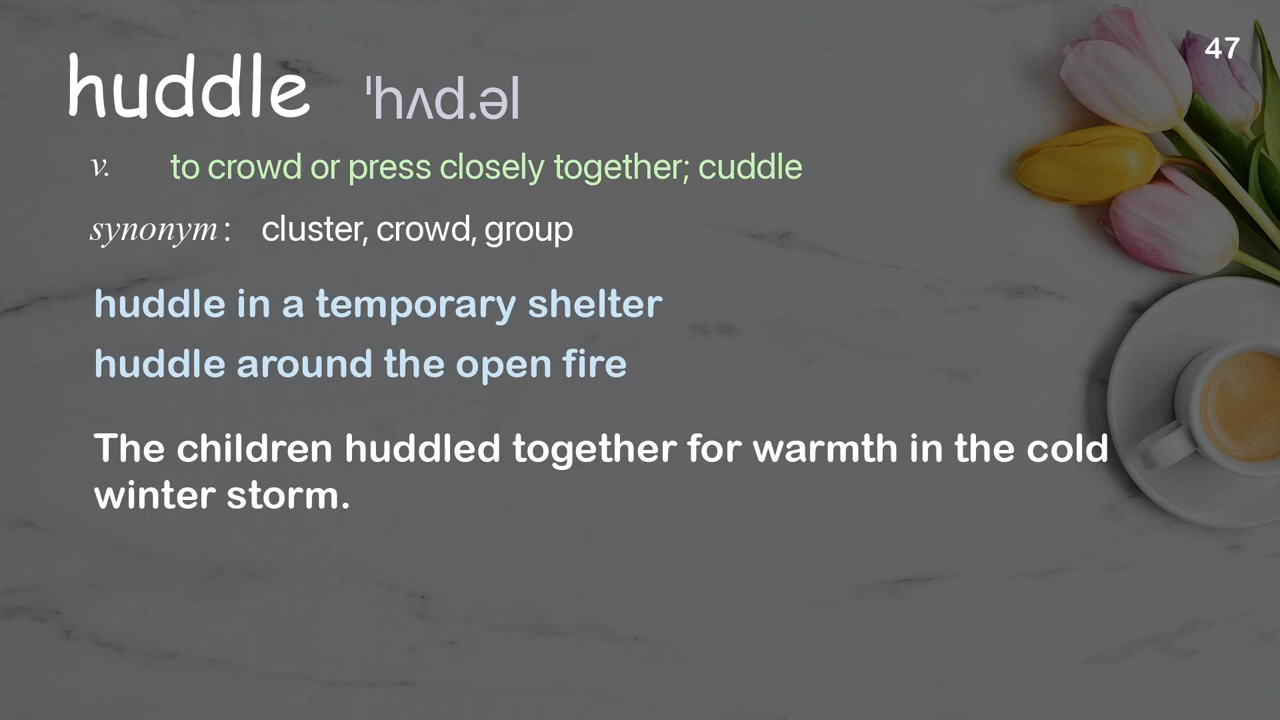 47
huddle ˈhʌd.əl
v. to crowd or press closely together; cuddle
synonym: cluster, crowd, group
huddle in a temporary shelter
huddle around the open fire
The children huddled together for warmth in the cold
winter storm.